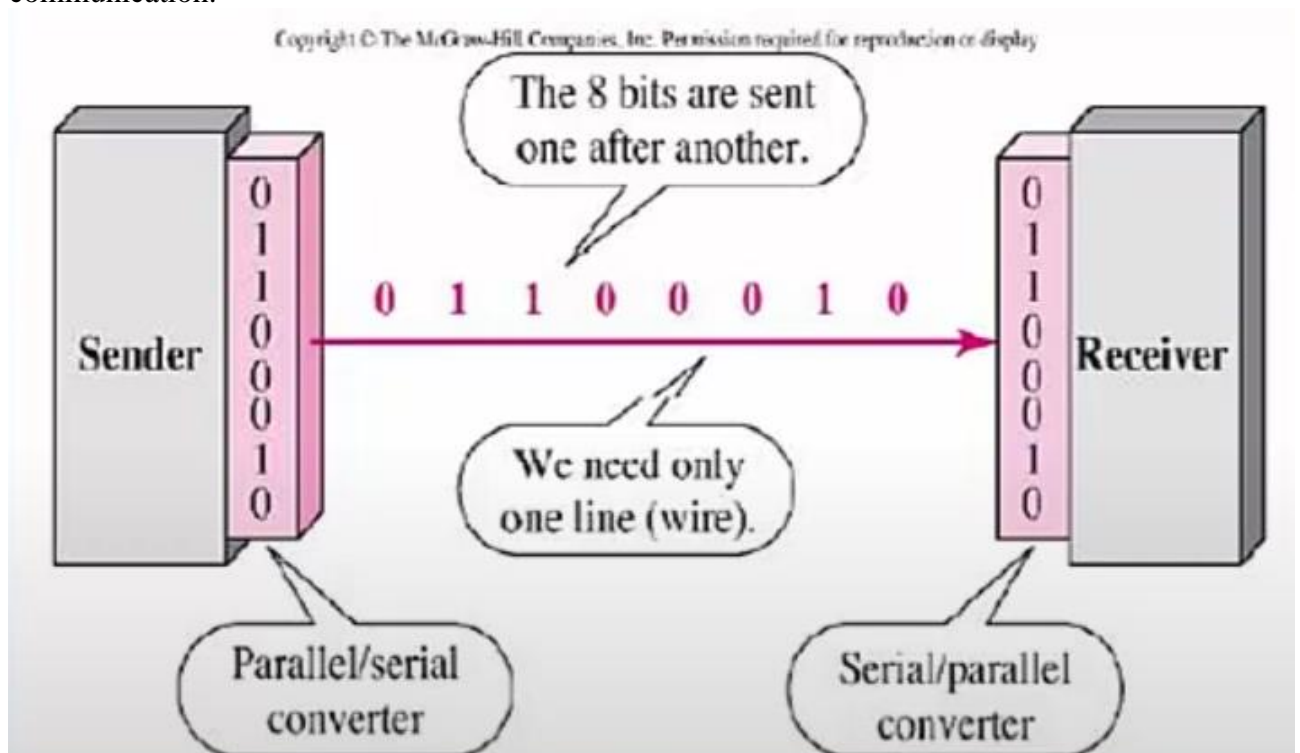 communication.
Copyright © The McGraw-Hill Companies, Inc. Permission required for reproduction or display
The 8 bits are sent
one after another.
0
1
1
0
0
0
1
0
0 1 1 0 0 0 1 0
0
1
1
0
0
0
1
0
Sender
Receiver
We need only
one line (wire).
Parallel/serial
converter
Serial/parallel
converter